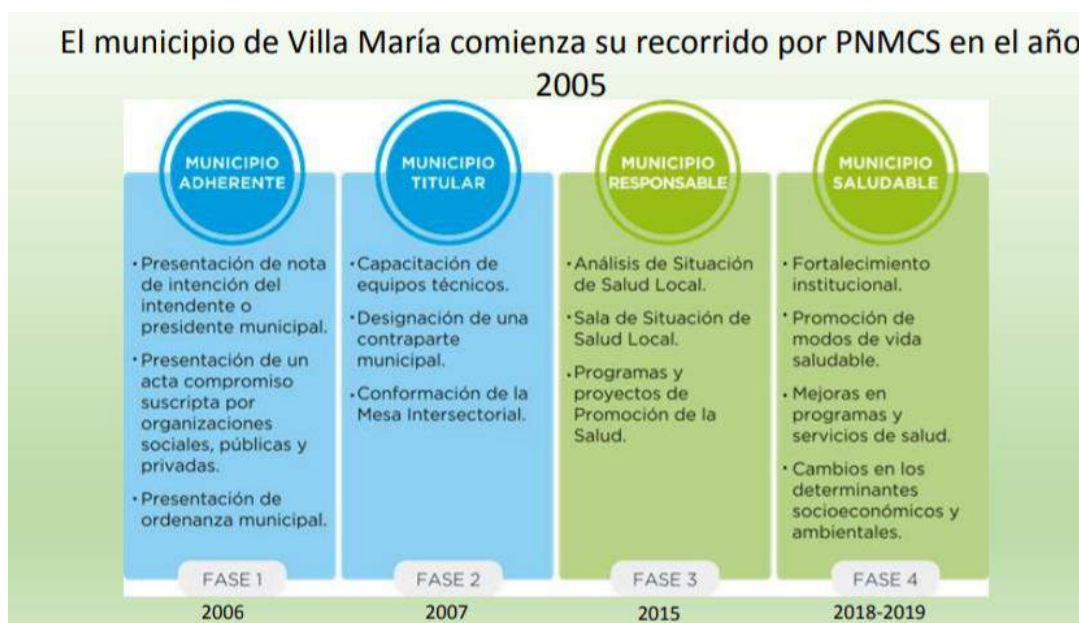 El municipio de Villa María comienza su recorrido por PNMCS en el año
2005
MUNICIPIO
ADHERENTE
• Presentación de nota
de intención del
intendente o
presidente municipal.
• Presentación de un
acta compromiso
suscripta por
organizaciones
sociales, públicas y
privadas.
• Presentación de
ordenanza municipal.
FASE 1
2006
MUNICIPIO
TITULAR
• Capacitación de
equipos técnicos.
• Designación de una
contraparte
municipal.
• Conformación de la
Mesa Intersectorial.
FASE 2
2007
MUNICIPIO
RESPONSABLE
• Análisis de Situación
de Salud Local.
• Sala de Situación de
Salud Local.
• Programas y
proyectos de
Promoción de la
Salud.
FASE 3
2015
MUNICIPIO
SALUDABLE
• Fortalecimiento
institucional.
• Promoción de
modos de vida
saludable.
• Mejoras en
programas y
servicios de salud.
• Cambios en los
determinantes
socioeconómicos y
ambientales.
FASE 4
2018-2019